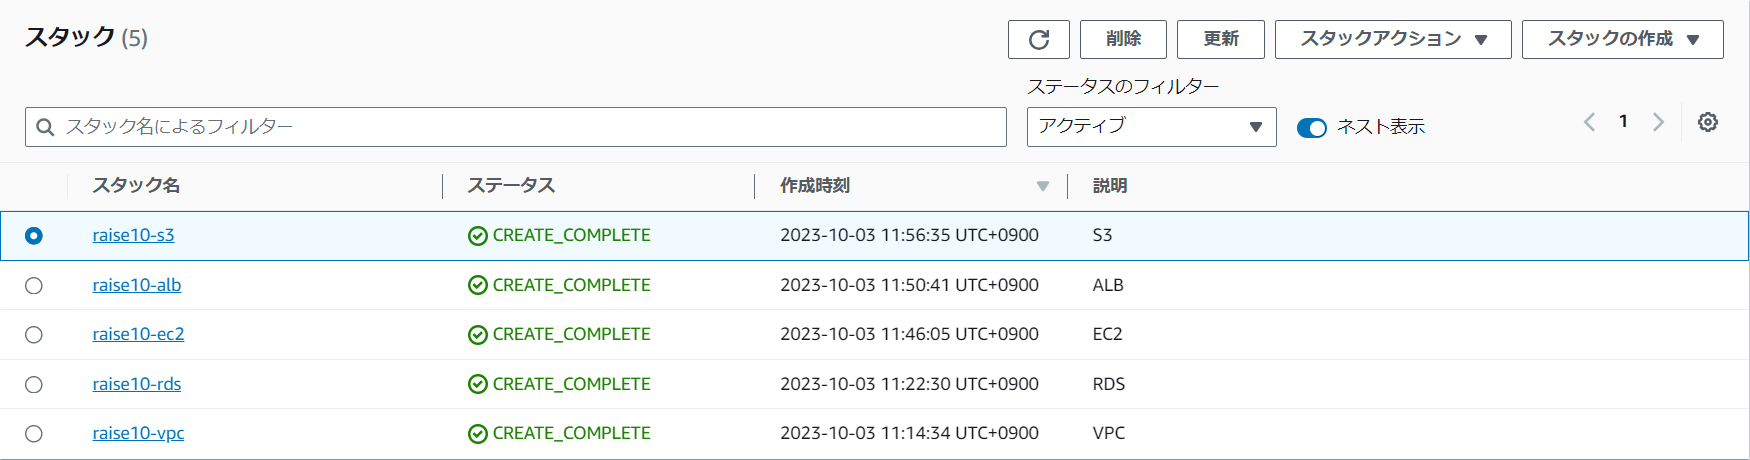 スタック (5)
削除 更新 スタックアクション スタックの作成
ステータスのフィルター
スタック名によるフィルター アクティブ ネスト表示 1
スタック名 ステータス 作成時刻 説明
raise10-s3 CREATE_COMPLETE 2023-10-03 11:56:35 UTC+0900 S3
raise10-alb CREATE_COMPLETE 2023-10-03 11:50:41 UTC+0900 ALB
raise10-ec2 CREATE_COMPLETE 2023-10-03 11:46:05 UTC+0900 EC2
raise10-rds CREATE_COMPLETE 2023-10-03 11:22:30 UTC+0900 RDS
raise10-vpc CREATE_COMPLETE 2023-10-03 11:14:34 UTC+0900 VPC